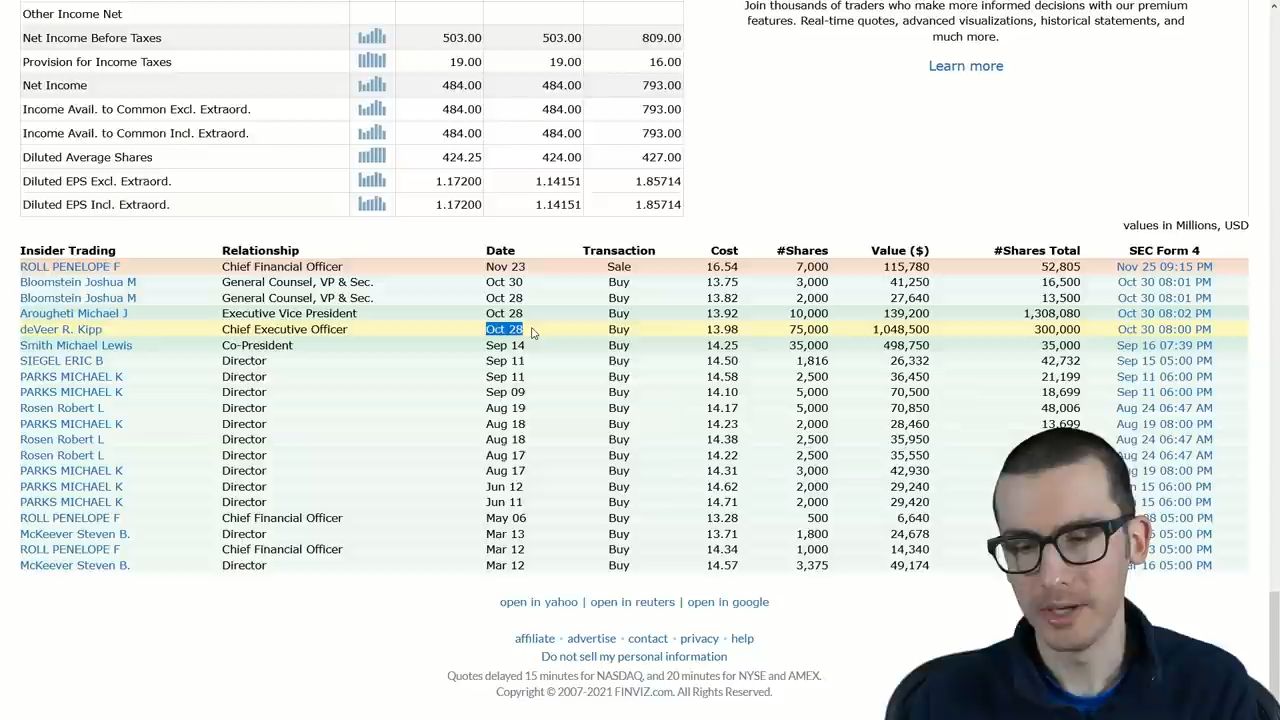 Other Income Net
Net Income Before Taxes 503.00 503.00 809.00
Provision for Income Taxes 19.00 19.00 16.00
Net Income 484.00 484.00 793.00
Income Avail. to Common Excl. Extraord. 484.00 484.00 793.00
Income Avail. to Common Incl. Extraord. 484.00 484.00 793.00
Diluted Average Shares 424.25 424.00 427.00
Diluted EPS Excl. Extraord. 1.17200 1.14151 1.85714
Diluted EPS Incl. Extraord. 1.17200 1.14151 1.85714
Join thousands of traders who make more informed decisions with our premium
features. Real-time quotes, advanced visualizations, historical statements, and
much more.
Learn more
values in Millions, USD
Insider Trading Relationship Date Transaction Cost #Shares Value ($) #Shares Total SEC Form 4
ROLL PENELOPE F Chief Financial Officer Nov 23 Sale 16.54 7,000 115,780 52,805 Nov 25 09:15 PM
Bloomstein Joshua M General Counsel, VP & Sec. Oct 30 Buy 13.75 3,000 41,250 16,500 Oct 30 08:01 PM
Bloomstein Joshua M General Counsel, VP & Sec. Oct 28 Buy 13.82 2,000 27,640 13,500 Oct 30 08:01 PM
Arougheti Michael J Executive Vice President Oct 28 Buy 13.92 10,000 139,200 1,308,080 Oct 30 08:02 PM
deVeer R. Kipp Chief Executive Officer Oct 28 Buy 13.98 75,000 1,048,500 300,000 Oct 30 08:00 PM
Smith Michael Lewis Co-President Sep 14 Buy 14.25 35,000 498,750 35,000 Sep 16 07:39 PM
SIEGEL ERIC B Director Sep 11 Buy 14.50 1,816 26,332 42,732 Sep 15 05:00 PM
PARKS MICHAEL K Director Sep 11 Buy 14.58 2,500 36,450 21,199 Sep 11 06:00 PM
PARKS MICHAEL K Director Sep 09 Buy 14.10 5,000 70,500 18,699 Sep 11 06:00 PM
Rosen Robert L Director Aug 19 Buy 14.17 5,000 70,850 48,006 Aug 24 06:47 AM
PARKS MICHAEL K Director Aug 18 Buy 14.23 2,000 28,460 13,699 Aug 19 08:00 PM
Rosen Robert L Director Aug 18 Buy 14.38 2,500 35,950 Aug 24 06:47 AM
Rosen Robert L Director Aug 17 Buy 14.22 2,500 35,550 Aug 24 06:47 AM
PARKS MICHAEL K Director Aug 17 Buy 14.31 3,000 42,930 ug 19 08:00 PM
PARKS MICHAEL K Director Jun 12 Buy 14.62 2,000 29,240 15 06:00 PM
PARKS MICHAEL K Director Jun 11 Buy 14.71 2,000 29,420 15 06:00 PM
ROLL PENELOPE F Chief Financial Officer May 06 Buy 13.28 500 6,640 05:00 PM
McKeever Steven B. Director Mar 13 Buy 13.71 1,800 24,678 05:00 PM
ROLL PENELOPE F Chief Financial Officer Mar 12 Buy 14.34 1,000 14,340 05:00 PM
McKeever Steven B. Director Mar 12 Buy 14.57 3,375 49,174 16 05:00 PM
open in yahoo | open in reuters | open in google
affiliate · advertise · contact · privacy · help
Do not sell my personal information
Quotes delayed 15 minutes for NASDAQ, and 20 minutes for NYSE and AMEX.
Copyright © 2007-2021 FINVIZ.com. All Rights Reserved.